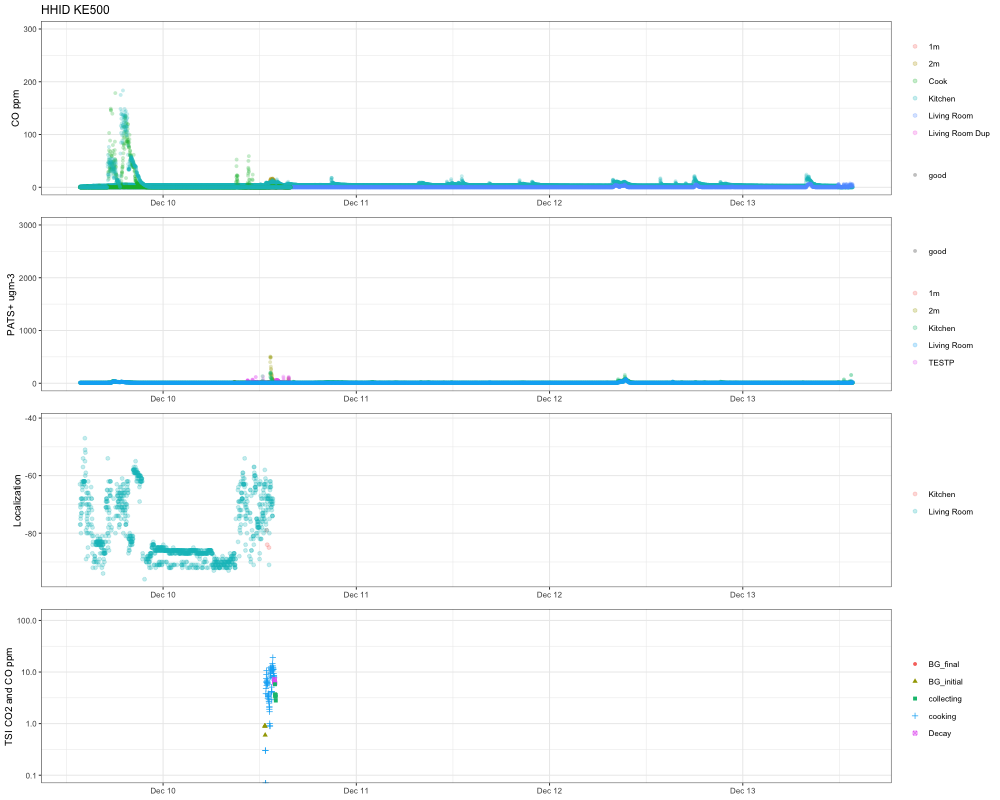 HHID KE500
CO ppm
300
200
100
0
Dec 10
Dec 11
Dec 12
Dec 13
1m
2m
Cook
Kitchen
Living Room
Living Room Dup
good
PATS+ ugm-3
3000
2000
1000
0
Dec 10
Dec 11
Dec 12
Dec 13
good
1m
2m
Kitchen
Living Room
TESTP
Localization
-40
-60
-80
Dec 10
Dec 11
Dec 12
Dec 13
Kitchen
Living Room
TSI CO2 and CO ppm
100.0
10.0
1.0
0.1
Dec 10
Dec 11
Dec 12
Dec 13
BG_final
BG_initial
collecting
cooking
Decay